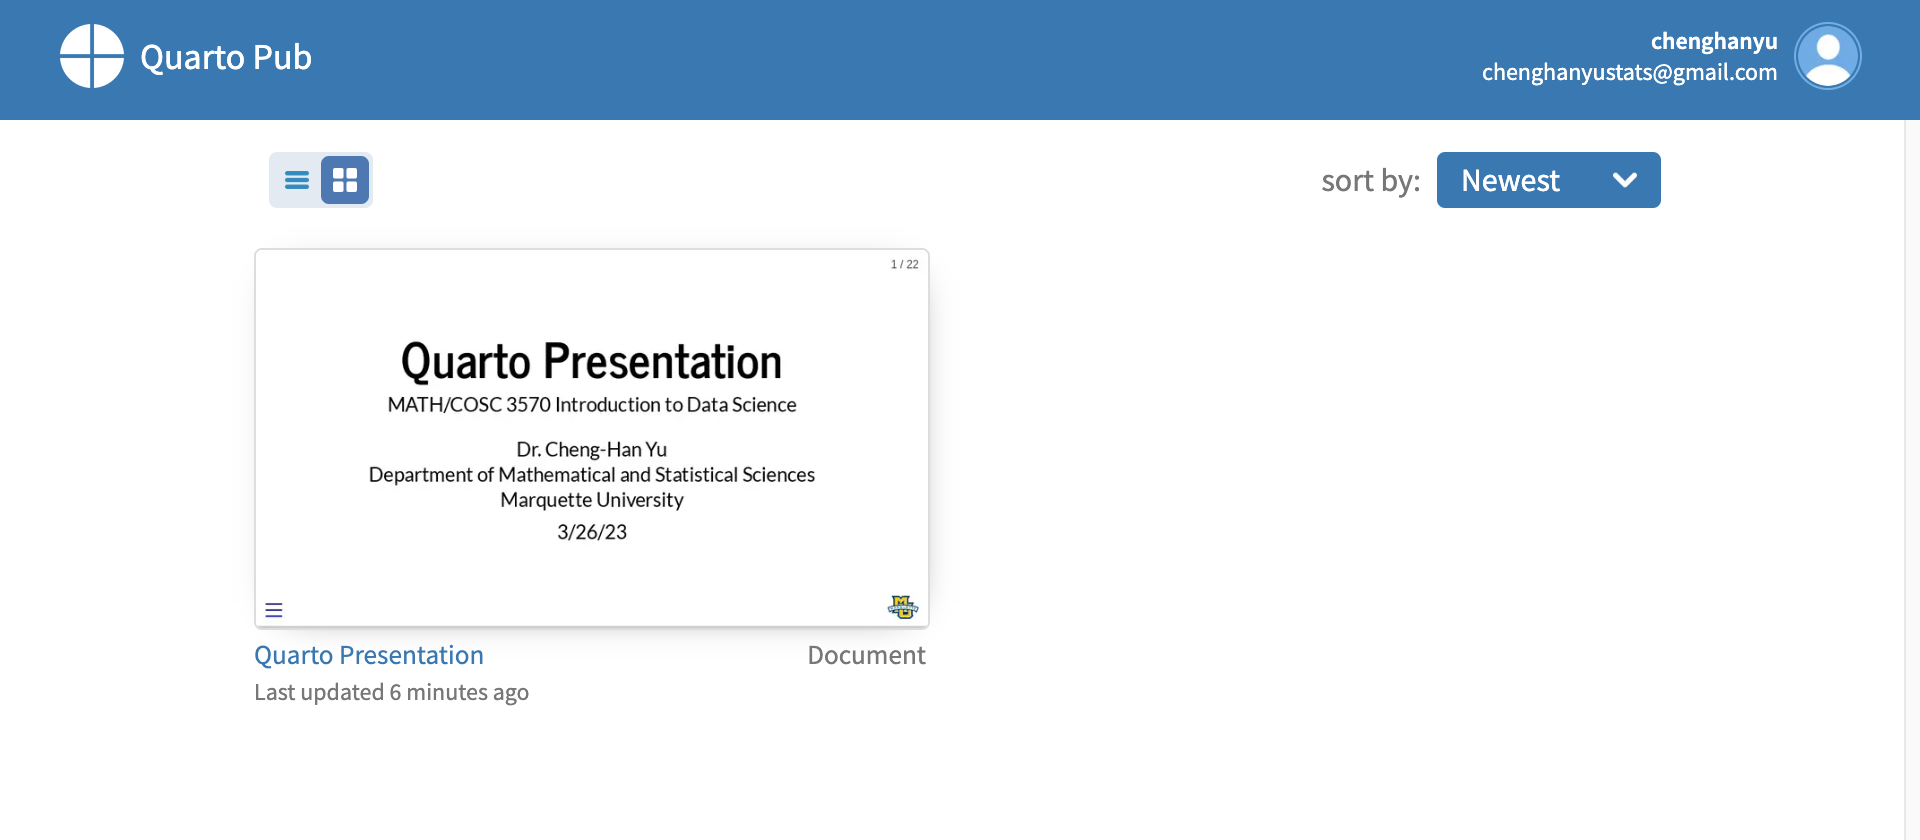 Quarto Pub
chenghanyu
chenghanyustats@gmail.com
sort by: Newest
1 / 22
Quarto Presentation
MATH/COSC 3570 Introduction to Data Science
Dr. Cheng-Han Yu
Department of Mathematical and Statistical Sciences
Marquette University
3/26/23
Quarto Presentation Document
Last updated 6 minutes ago